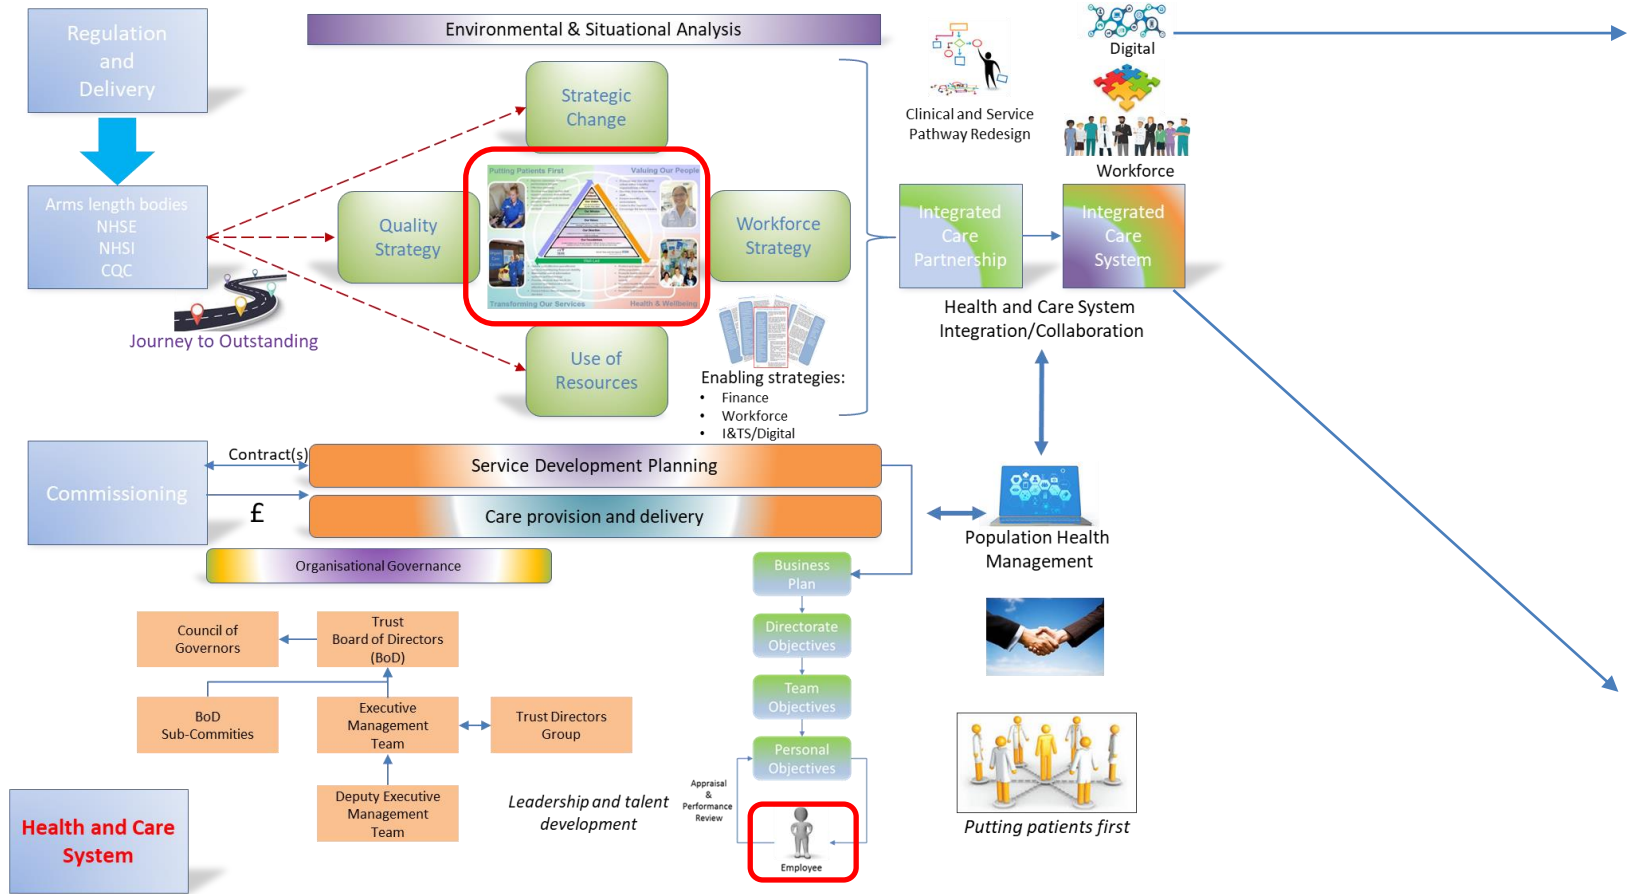 Regulation
and
Delivery
Environmental & Situational Analysis
Digital
Clinical and Service
Pathway Redesign
Workforce
Strategic
Change
Arms length bodies
NHSE
NHSI
CQC
Journey to Outstanding
Quality
Strategy
Putting Patients First
Valuing Our People
Transforming Our Services
Health & Wellbeing
Workforce
Strategy
Use of
Resources
Enabling strategies:
• Finance
• Workforce
• I&TS/Digital
Integrated
Care
Partnership
Integrated
Care
System
Health and Care System
Integration/Collaboration
Commissioning
Contract(s)
£
Service Development Planning
Care provision and delivery
Population Health
Management
Organisational Governance
Council of
Governors
Trust
Board of Directors
(BoD)
BoD
Sub-Commities
Executive
Management
Team
Trust Directors
Group
Deputy Executive
Management
Team
Business
Plan
Directorate
Objectives
Team
Objectives
Personal
Objectives
Appraisal
&
Performance
Review
Employee
Leadership and talent
development
Putting patients first
Health and Care
System